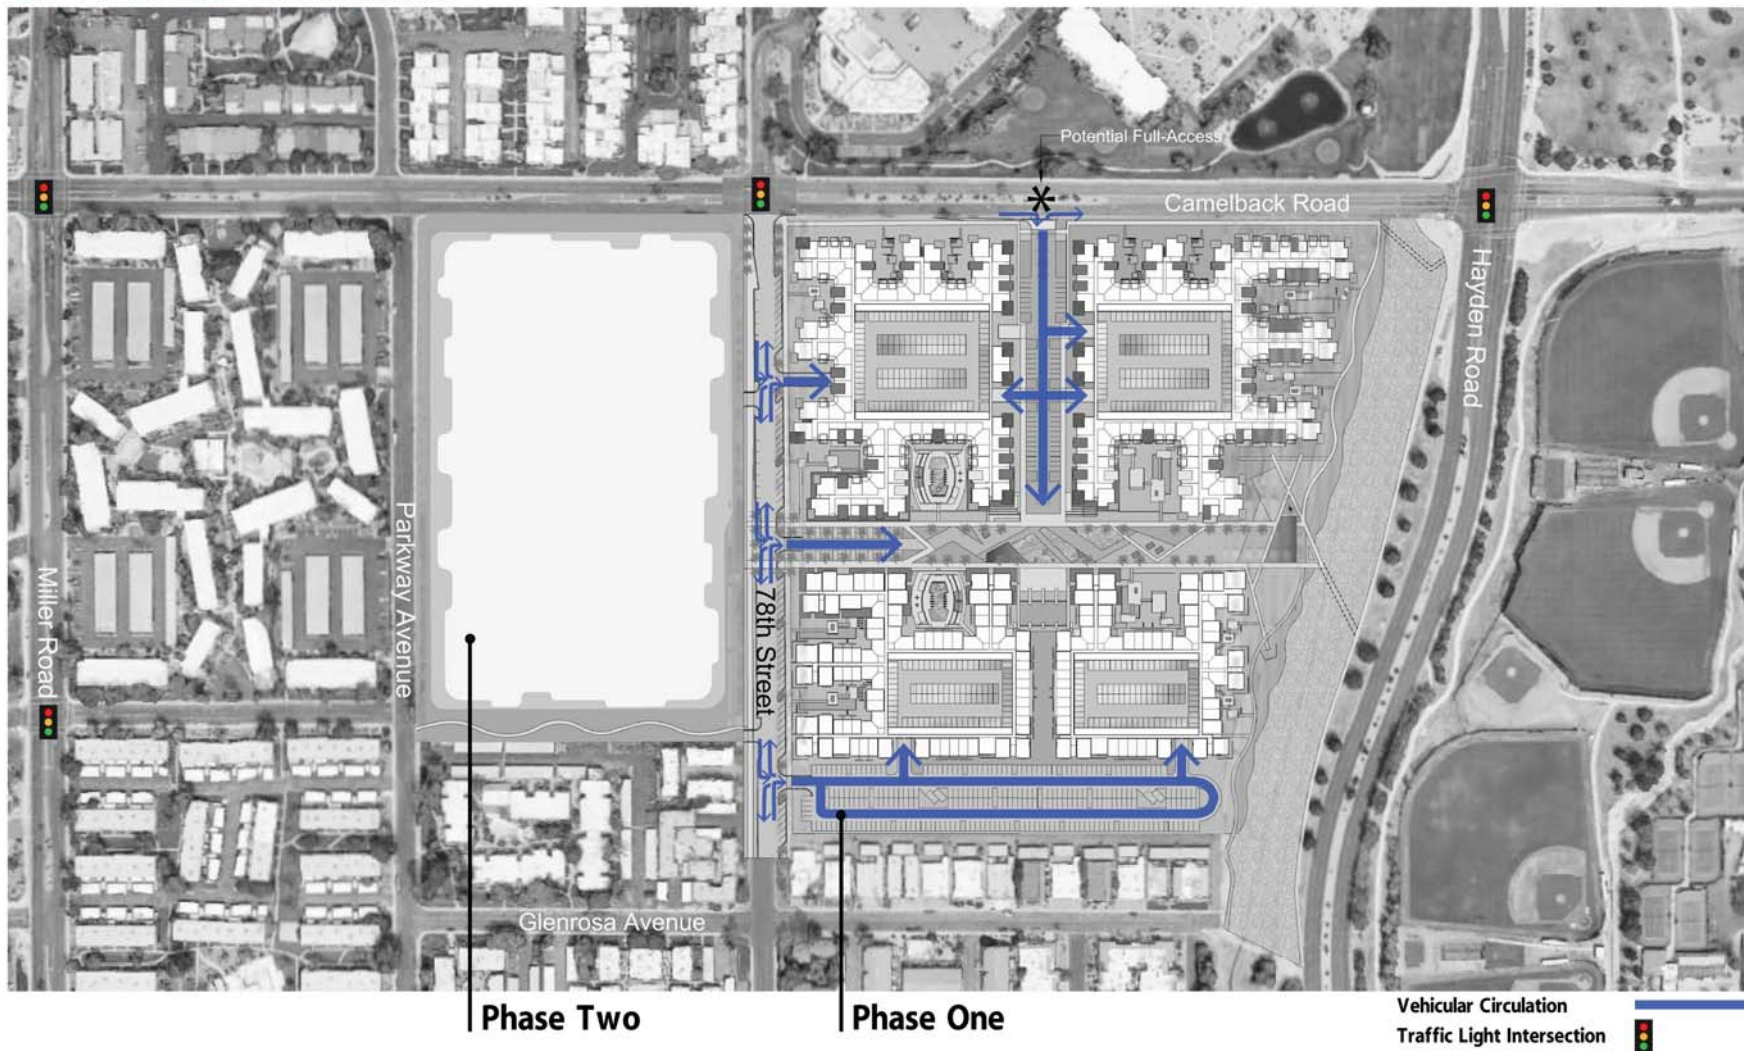 Potential Full-Access
*
Camelback Road
Hayden Road
Miller Road
Parkway Avenue
78th Street
Glenrosa Avenue
Phase Two
Phase One
Vehicular Circulation
Traffic Light Intersection